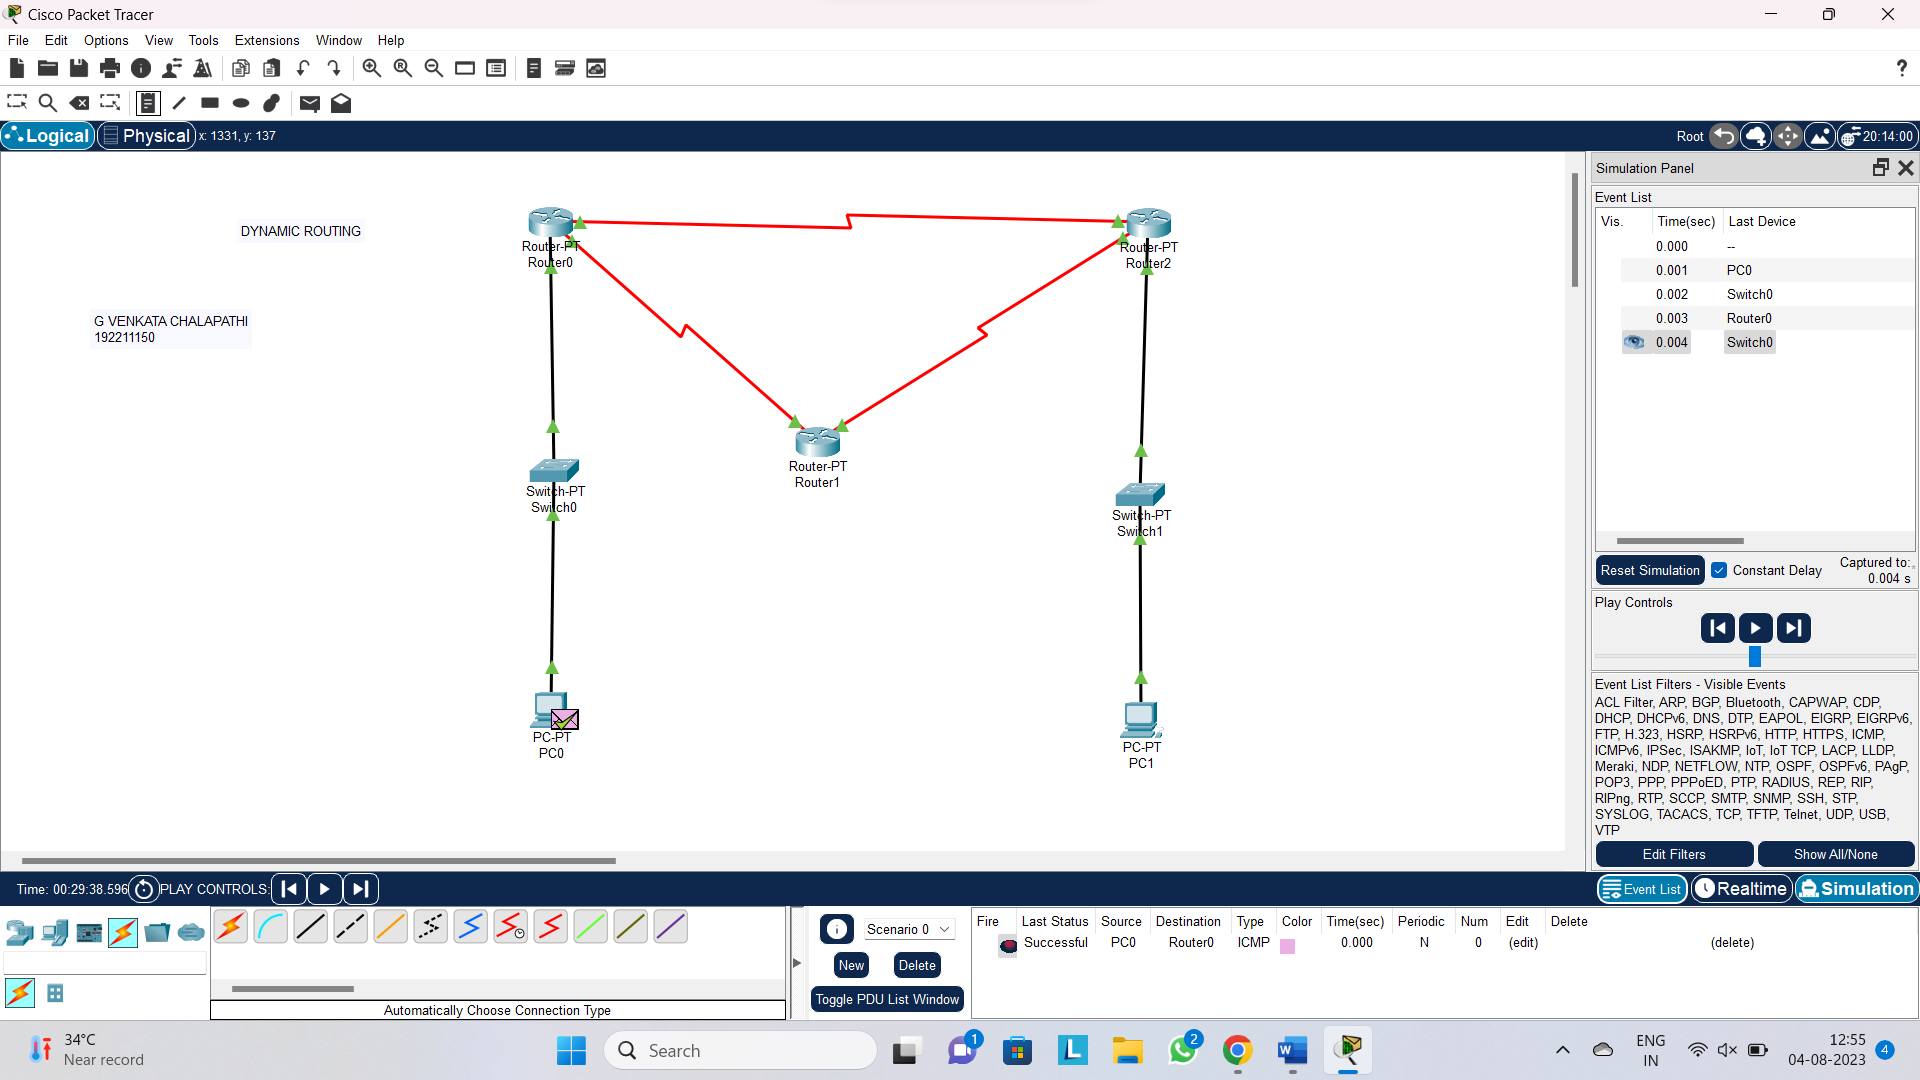 Cisco Packet Tracer
File Edit Options View Tools Extensions Window Help
?
Logical Physical x: 1331, y: 137
Root 20:14:00
DYNAMIC ROUTING
G VENKATA CHALAPATHI
192211150
Router-PT
Router0
Router-PT
Router2
Router-PT
Router1
Switch-PT
Switch0
Switch-PT
Switch1
PC-PT
PC0
PC-PT
PC1
Simulation Panel
Event List
Vis. Time(sec) Last Device
0.000 --
0.001 PC0
0.002 Switch0
0.003 Router0
0.004 Switch0
Reset Simulation Constant Delay Captured to:
0.004 s
Play Controls
Event List Filters - Visible Events
ACL Filter, ARP, BGP, Bluetooth, CAPWAP, CDP,
DHCP, DHCPv6, DNS, DTP, EAPOL, EIGRP, EIGRPv6,
FTP, H.323, HSRP, HSRPv6, HTTP, HTTPS, ICMP,
ICMPv6, IPSec, ISAKMP, IoT, IoT TCP, LACP, LLDP,
Meraki, NDP, NETFLOW, NTP, OSPF, OSPFv6, PAgP,
POP3, PPP, PPPoED, PTP, RADIUS, REP, RIP,
RIPng, RTP, SCCP, SMTP, SNMP, SSH, STP,
SYSLOG, TACACS, TCP, TFTP, Telnet, UDP, USB,
VTP
Edit Filters Show All/None
Time: 00:29:38.596 PLAY CONTROLS:
Event List Realtime Simulation
Automatically Choose Connection Type
Scenario 0
New Delete
Toggle PDU List Window
Fire Last Status Source Destination Type Color Time(sec) Periodic Num Edit Delete
Successful PC0 Router0 ICMP 0.000 N 0 (edit) (delete)
34°C
Near record
Search
1
L
2
W
ENG
IN
12:55
04-08-2023
4